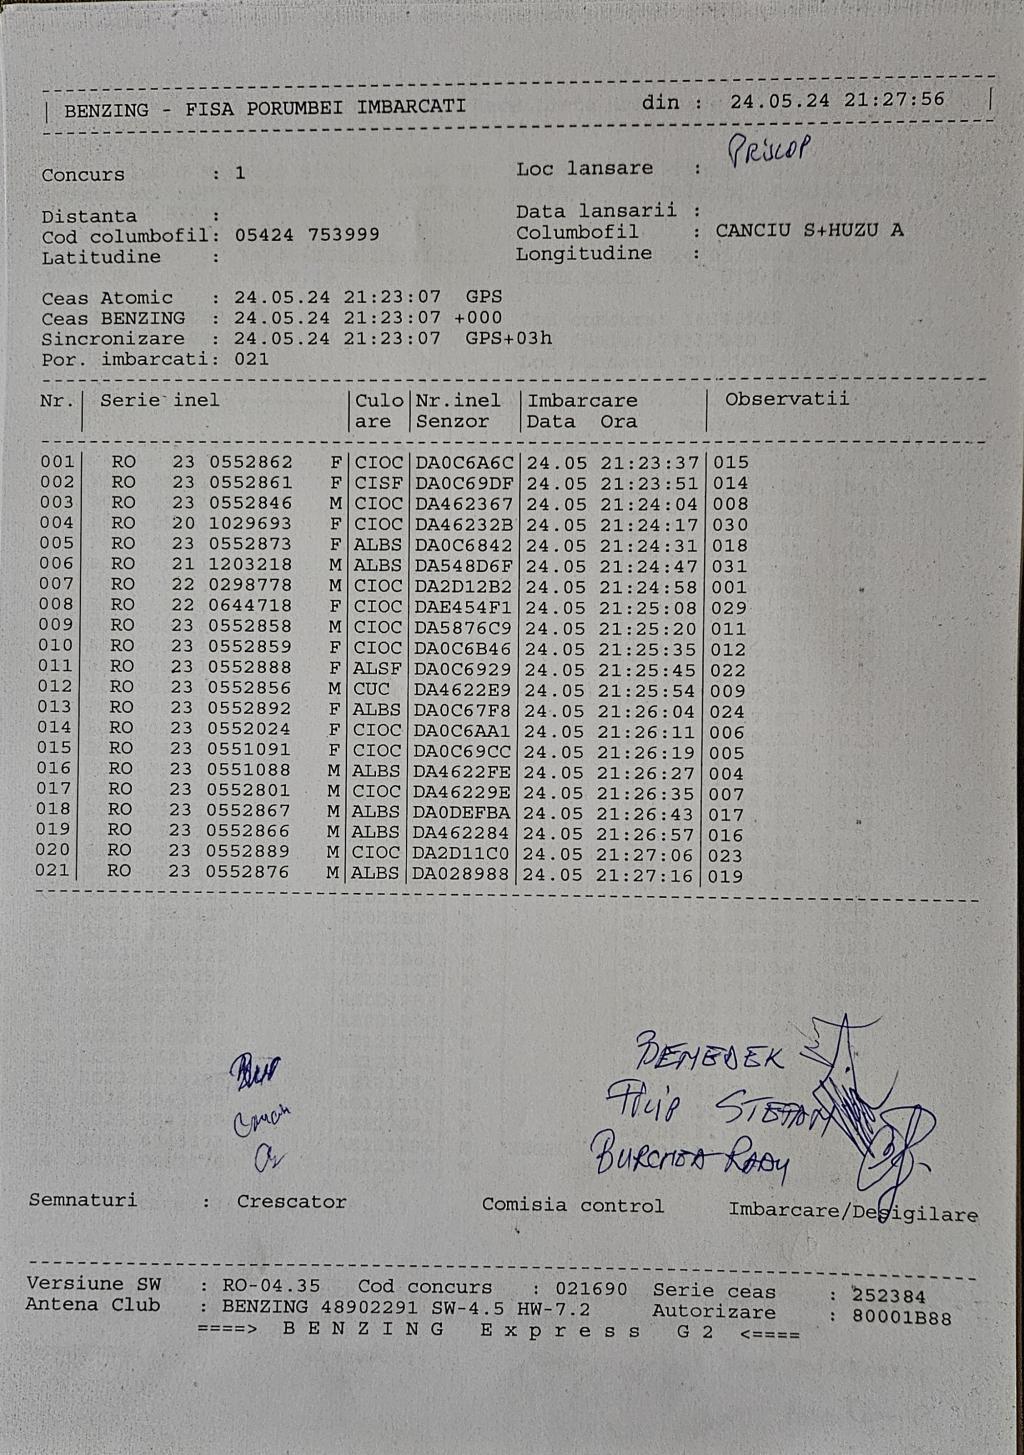 BENZING - FISA PORUMBEI IMBARCATI din : 24.05.24 21:27:56
Concurs : 1 Loc lansare : PRISLOP
Distanta : Data lansarii :
Cod columbofil: 05424 753999 Columbofil : CANCIU S+HUZU A
Latitudine : Longitudine :
Ceas Atomic : 24.05.24 21:23:07 GPS
Ceas BENZING : 24.05.24 21:23:07 +000
Sincronizare : 24.05.24 21:23:07 GPS+03h
Por. imbarcati: 021
Nr. Serie inel Culo Nr.inel Imbarcare Observatii
are Senzor Data Ora
001 RO 23 0552862 F CIOC DA0C6A6C 24.05 21:23:37 015
002 RO 23 0552861 F CISF DA0C69DF 24.05 21:23:51 014
003 RO 23 0552846 M CIOC DA462367 24.05 21:24:04 008
004 RO 20 1029693 F CIOC DA46232B 24.05 21:24:17 030
005 RO 23 0552873 F ALBS DA0C6842 24.05 21:24:31 018
006 RO 21 1203218 M ALBS DA548D6F 24.05 21:24:47 031
007 RO 22 0298778 M CIOC DA2D12B2 24.05 21:24:58 001
008 RO 22 0644718 F CIOC DAE454F1 24.05 21:25:08 029
009 RO 23 0552858 M CIOC DA5876C9 24.05 21:25:20 011
010 RO 23 0552859 F CIOC DA0C6B46 24.05 21:25:35 012
011 RO 23 0552888 F ALSF DA0C6929 24.05 21:25:45 022
012 RO 23 0552856 M CUC DA4622E9 24.05 21:25:54 009
013 RO 23 0552892 F ALBS DA0C67F8 24.05 21:26:04 024
014 RO 23 0552024 F CIOC DA0C6AA1 24.05 21:26:11 006
015 RO 23 0551091 F CIOC DA0C69CC 24.05 21:26:19 005
016 RO 23 0551088 M ALBS DA4622FE 24.05 21:26:27 004
017 RO 23 0552801 M CIOC DA46229E 24.05 21:26:35 007
018 RO 23 0552867 M ALBS DA0DEFBA 24.05 21:26:43 017
019 RO 23 0552866 M ALBS DA462284 24.05 21:26:57 016
020 RO 23 0552889 M CIOC DA2D11C0 24.05 21:27:06 023
021 RO 23 0552876 M ALBS DA028988 24.05 21:27:16 019
BENEDEK
Filip STEFAN
BURCHEA RADU
Semnaturi : Crescator Comisia control Imbarcare/Desigilare
Versiune SW : RO-04.35 Cod concurs : 021690 Serie ceas : 252384
Antena Club : BENZING 48902291 SW-4.5 HW-7.2 Autorizare : 80001B88
====> B E N Z I N G E x p r e s s G 2 <====